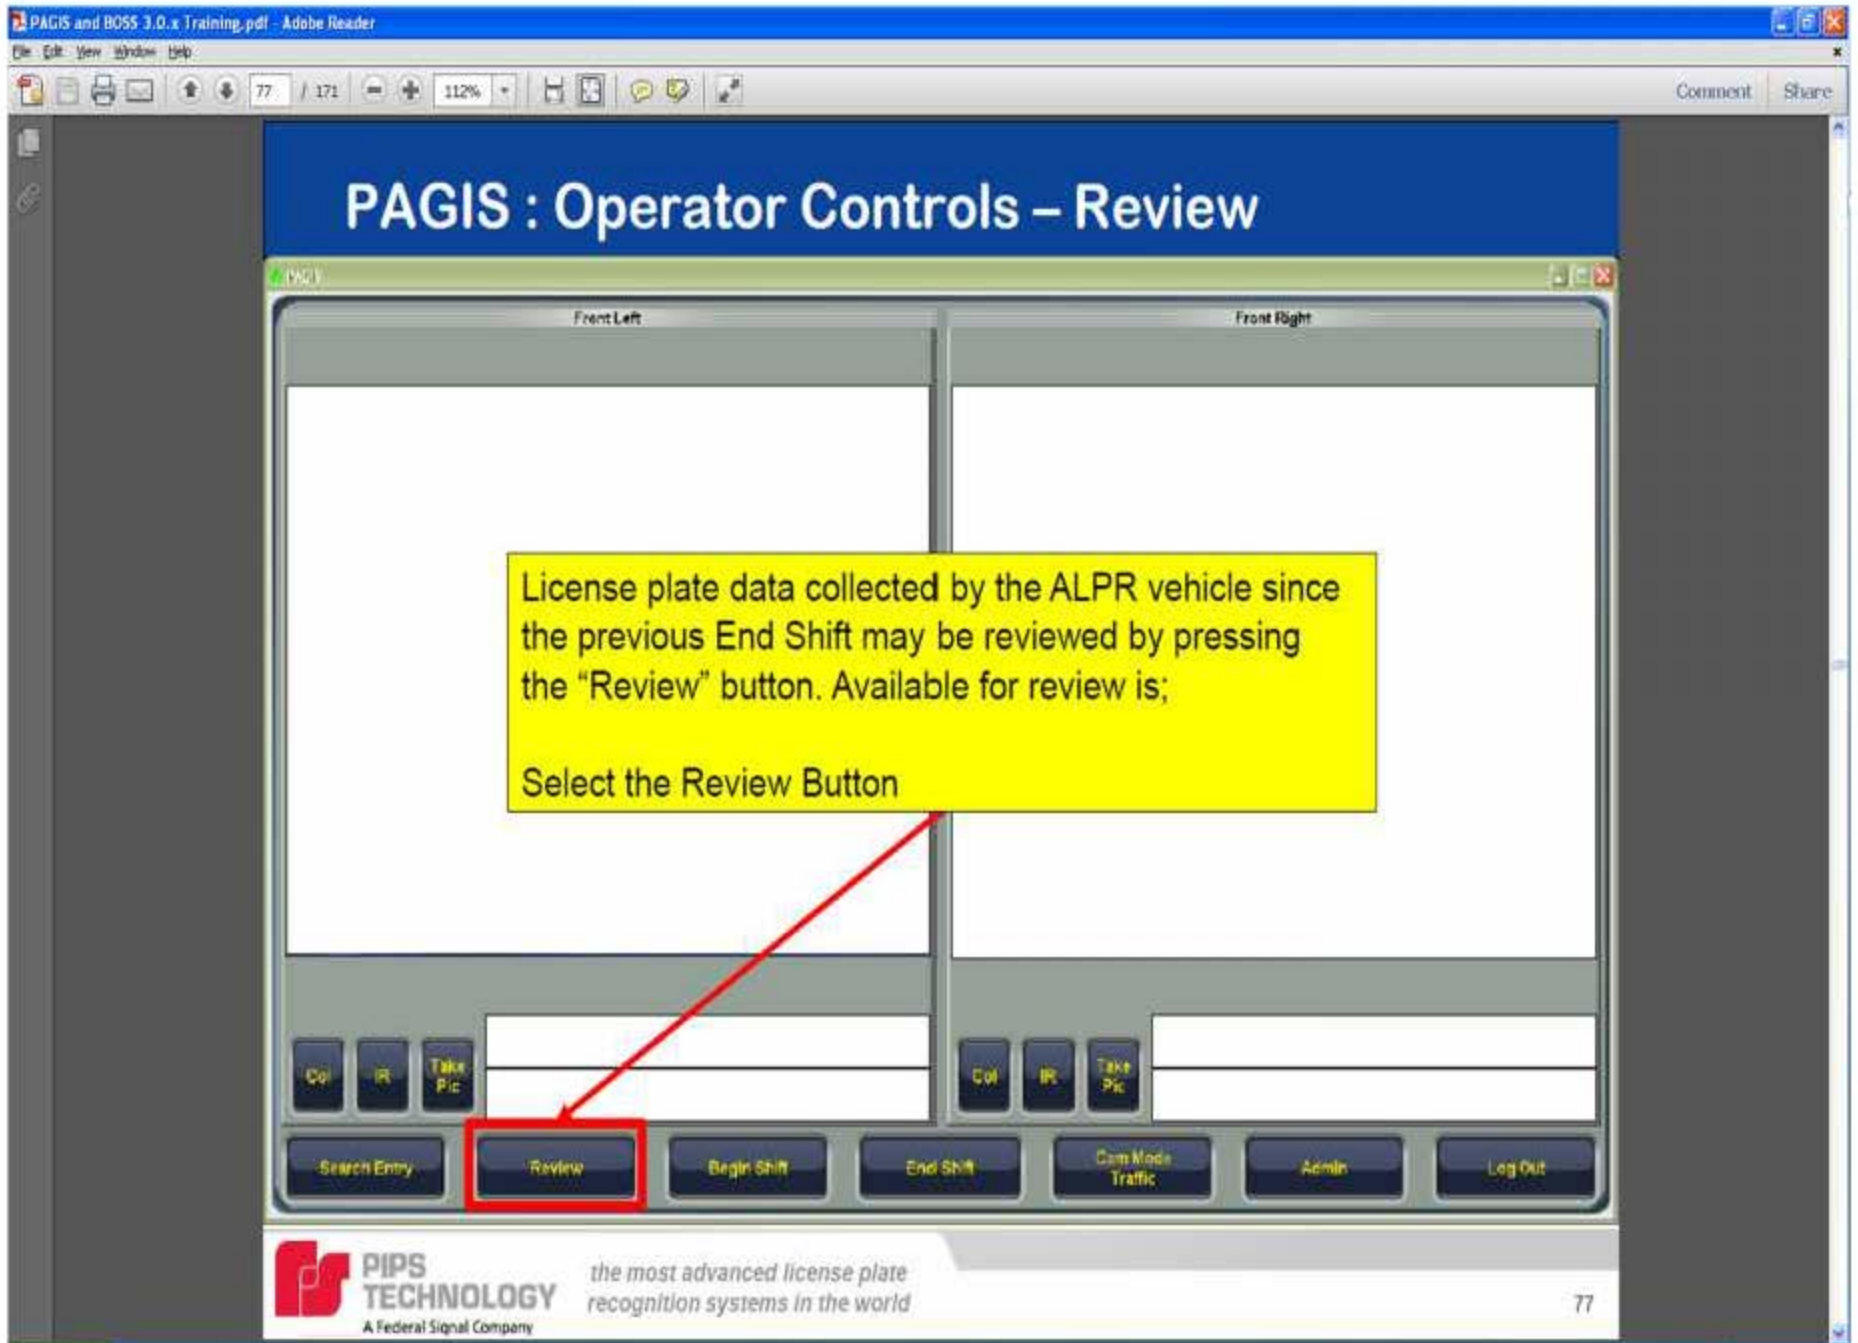 PAGIS and BOSS 3.0.x Training.pdf - Adobe Reader
File Edit View Window Help
77 / 171 112% Comment Share
PAGIS : Operator Controls – Review
PAGIS
Front Left Front Right
License plate data collected by the ALPR vehicle since
the previous End Shift may be reviewed by pressing
the “Review” button. Available for review is;
Select the Review Button
Col IR Take Pic Col IR Take Pic
Search Entry Review Begin Shift End Shift Cam Mode Traffic Admin Log Out
PIPS
TECHNOLOGY
A Federal Signal Company
the most advanced license plate
recognition systems in the world
77